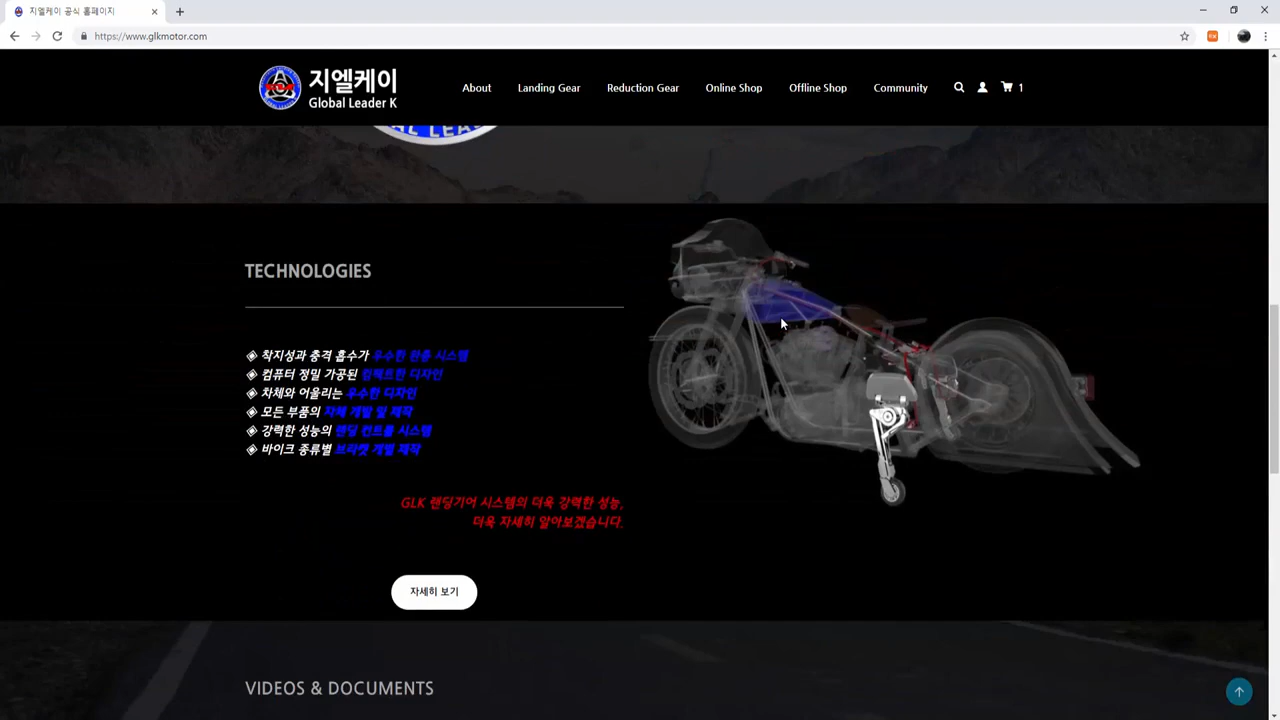 지엘케이 공식 홈페이지
https://www.glkmotor.com
지엘케이
Global Leader K
About
Landing Gear
Reduction Gear
Online Shop
Offline Shop
Community
1
TECHNOLOGIES
◈ 착지성과 충격 흡수가 우수한 완충 시스템
◈ 컴퓨터 정밀 가공된 컴팩트한 디자인
◈ 차체와 어울리는 우수한 디자인
◈ 모든 부품의 자체 개발 및 제작
◈ 강력한 성능의 랜딩 컨트롤 시스템
◈ 바이크 종류별 브라켓 개발 제작
GLK 랜딩기어 시스템의 더욱 강력한 성능,
더욱 자세히 알아보겠습니다.
자세히 보기
VIDEOS & DOCUMENTS